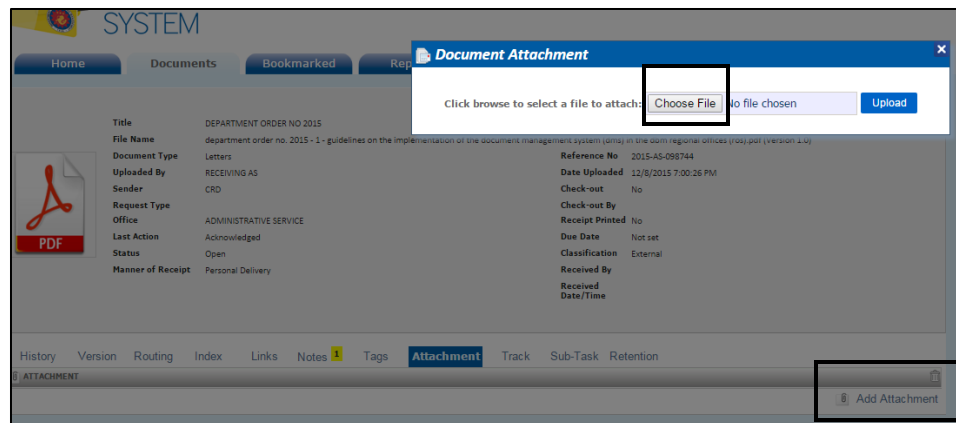 SYSTEM
Home Documents Bookmarked Rep
Document Attachment
Click browse to select a file to attach: Choose File No file chosen Upload
Title DEPARTMENT ORDER NO 2015
File Name department order no. 2015 - 1 - guidelines on the implementation of the document management system (dms) in the dbm regional offices (ros).pdf (Version 1.0)
Document Type Letters Reference No 2015-AS-098744
Uploaded By RECEIVING AS Date Uploaded 12/8/2015 7:00:26 PM
Sender CRD Check-out No
Request Type Check-out By
Office ADMINISTRATIVE SERVICE Receipt Printed No
Last Action Acknowledged Due Date Not set
Status Open Classification External
Manner of Receipt Personal Delivery Received By
Received
Date/Time
PDF
History Version Routing Index Links Notes 1 Tags Attachment Track Sub-Task Retention
ATTACHMENT
Add Attachment